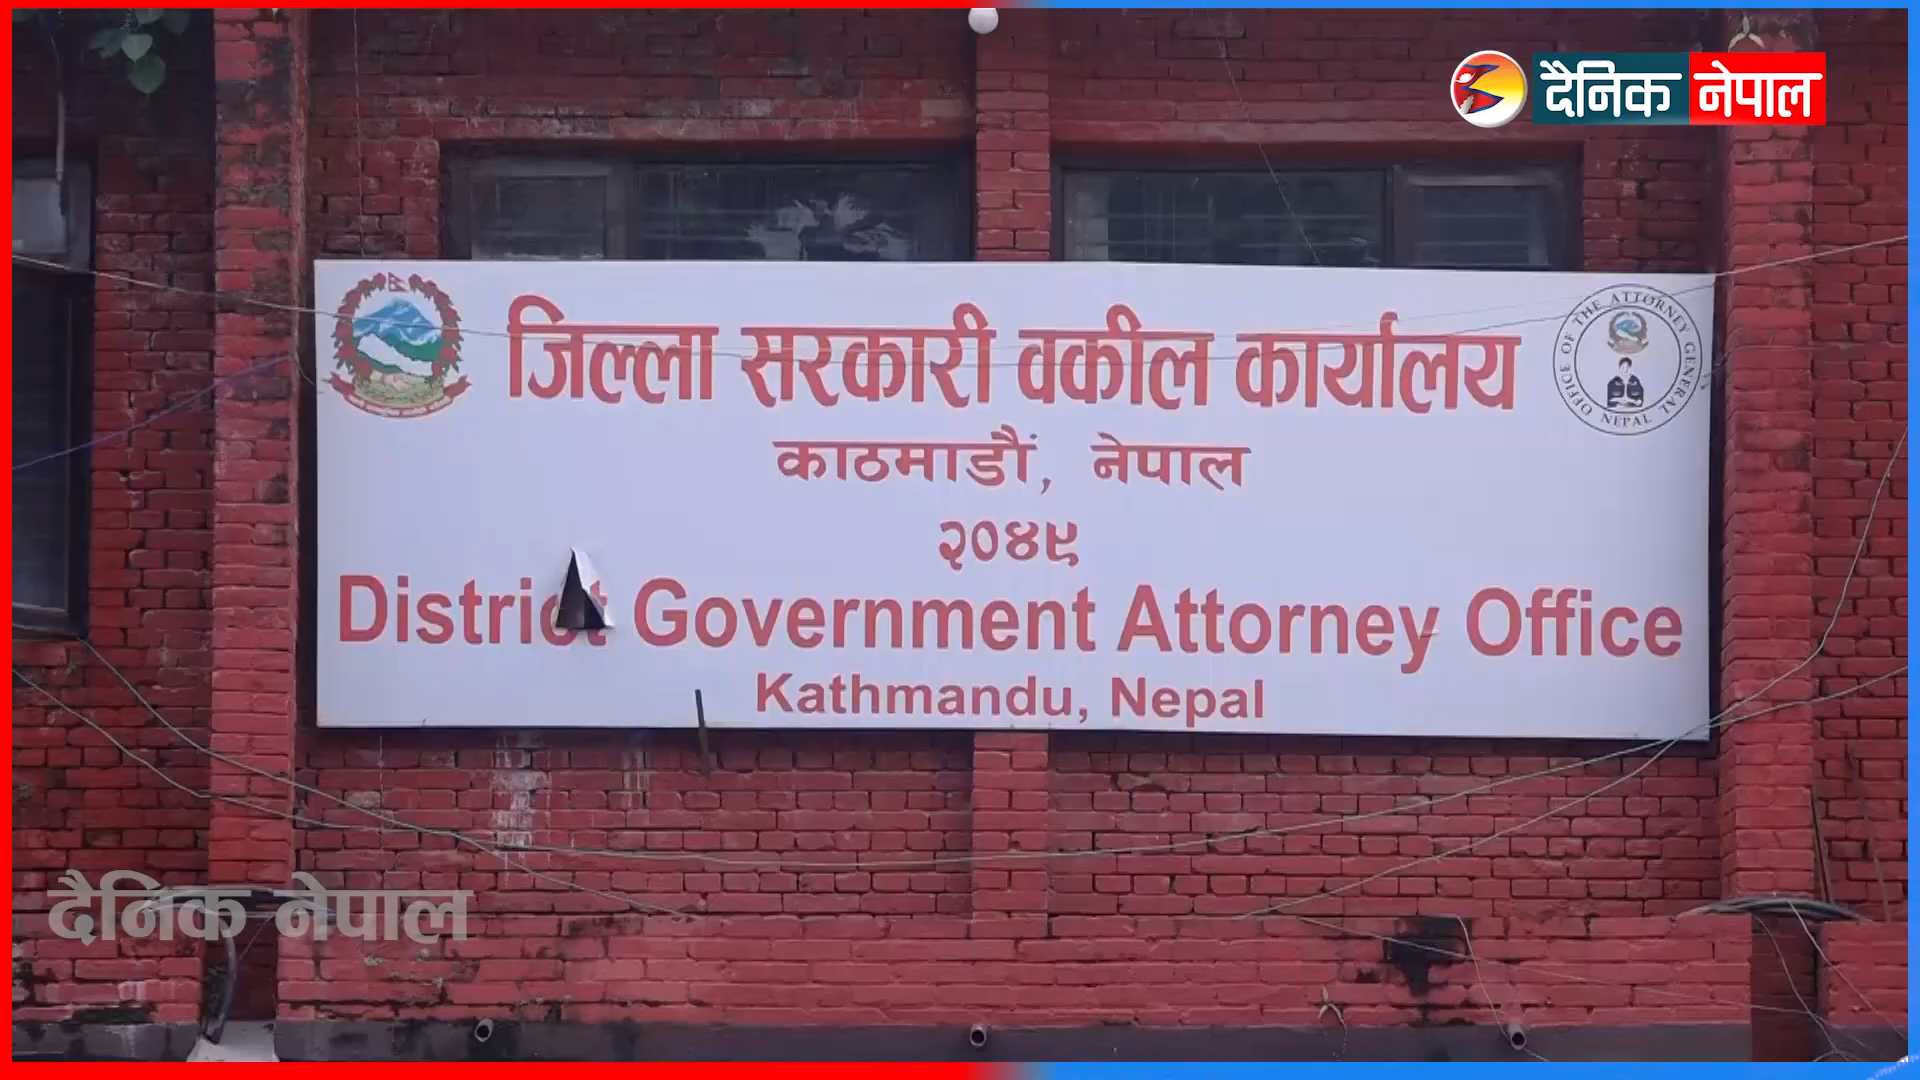 दैनिक नेपाल
जिल्ला सरकारी वकील कार्यालय
OFFICE OF THE ATTORNEY GENERAL
NEPAL
काठमाडौं, नेपाल
२०४९
District Government Attorney Office
Kathmandu, Nepal
दैनिक नेपाल